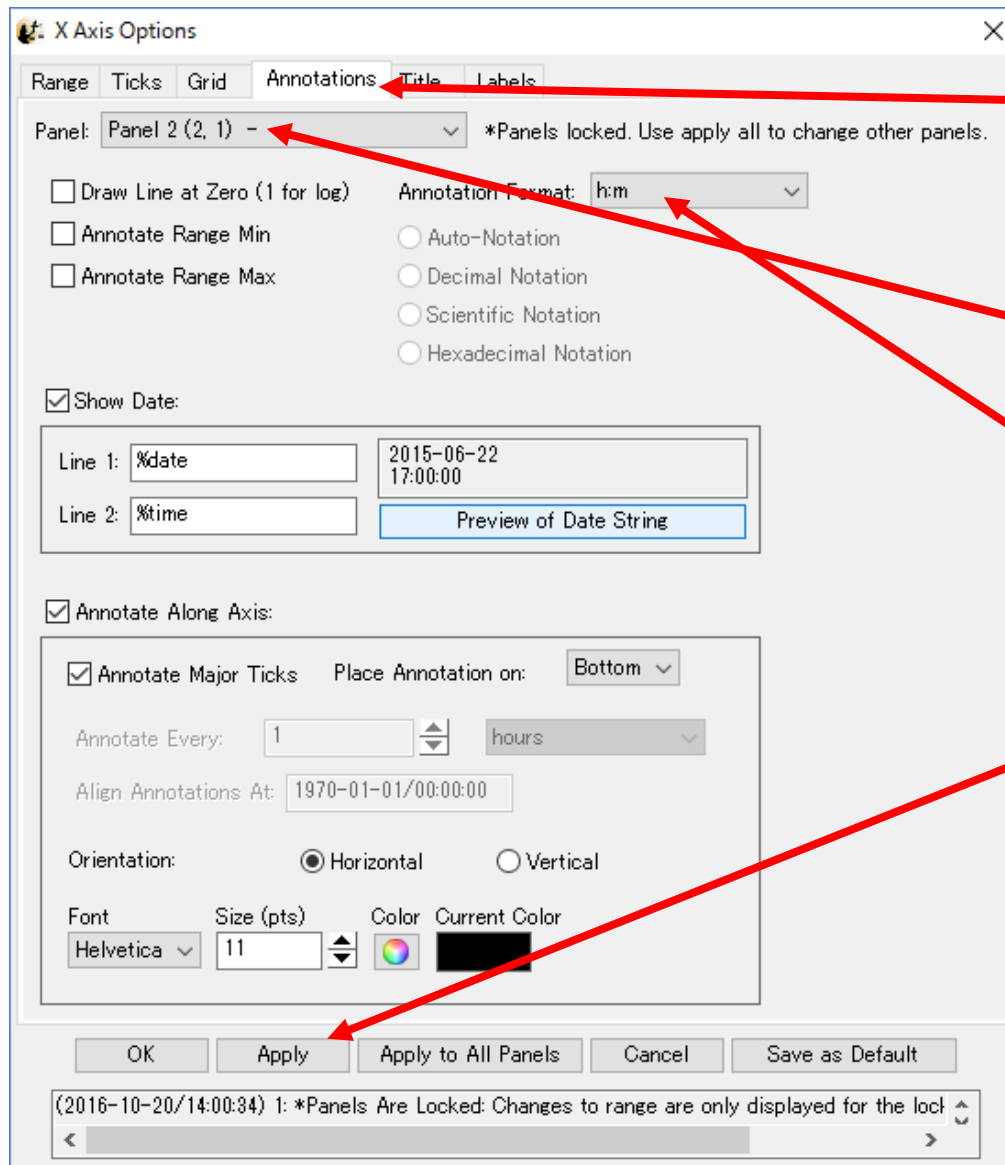 X Axis Options
Range Ticks Grid Annotations Title Labels
Panel: Panel 2 (2, 1) - *Panels locked. Use apply all to change other panels.
Draw Line at Zero (1 for log) Annotation Format: h:m
Annotate Range Min Auto-Notation
Annotate Range Max Decimal Notation
Scientific Notation
Hexadecimal Notation
Show Date:
Line 1: %date 2015-06-22
17:00:00
Line 2: %time Preview of Date String
Annotate Along Axis:
Annotate Major Ticks Place Annotation on: Bottom
Annotate Every: 1 hours
Align Annotations At: 1970-01-01/00:00:00
Orientation: Horizontal Vertical
Font Size (pts) Color Current Color
Helvetica 11
OK Apply Apply to All Panels Cancel Save as Default
(2016-10-20/14:00:34) 1: *Panels Are Locked: Changes to range are only displayed for the lock